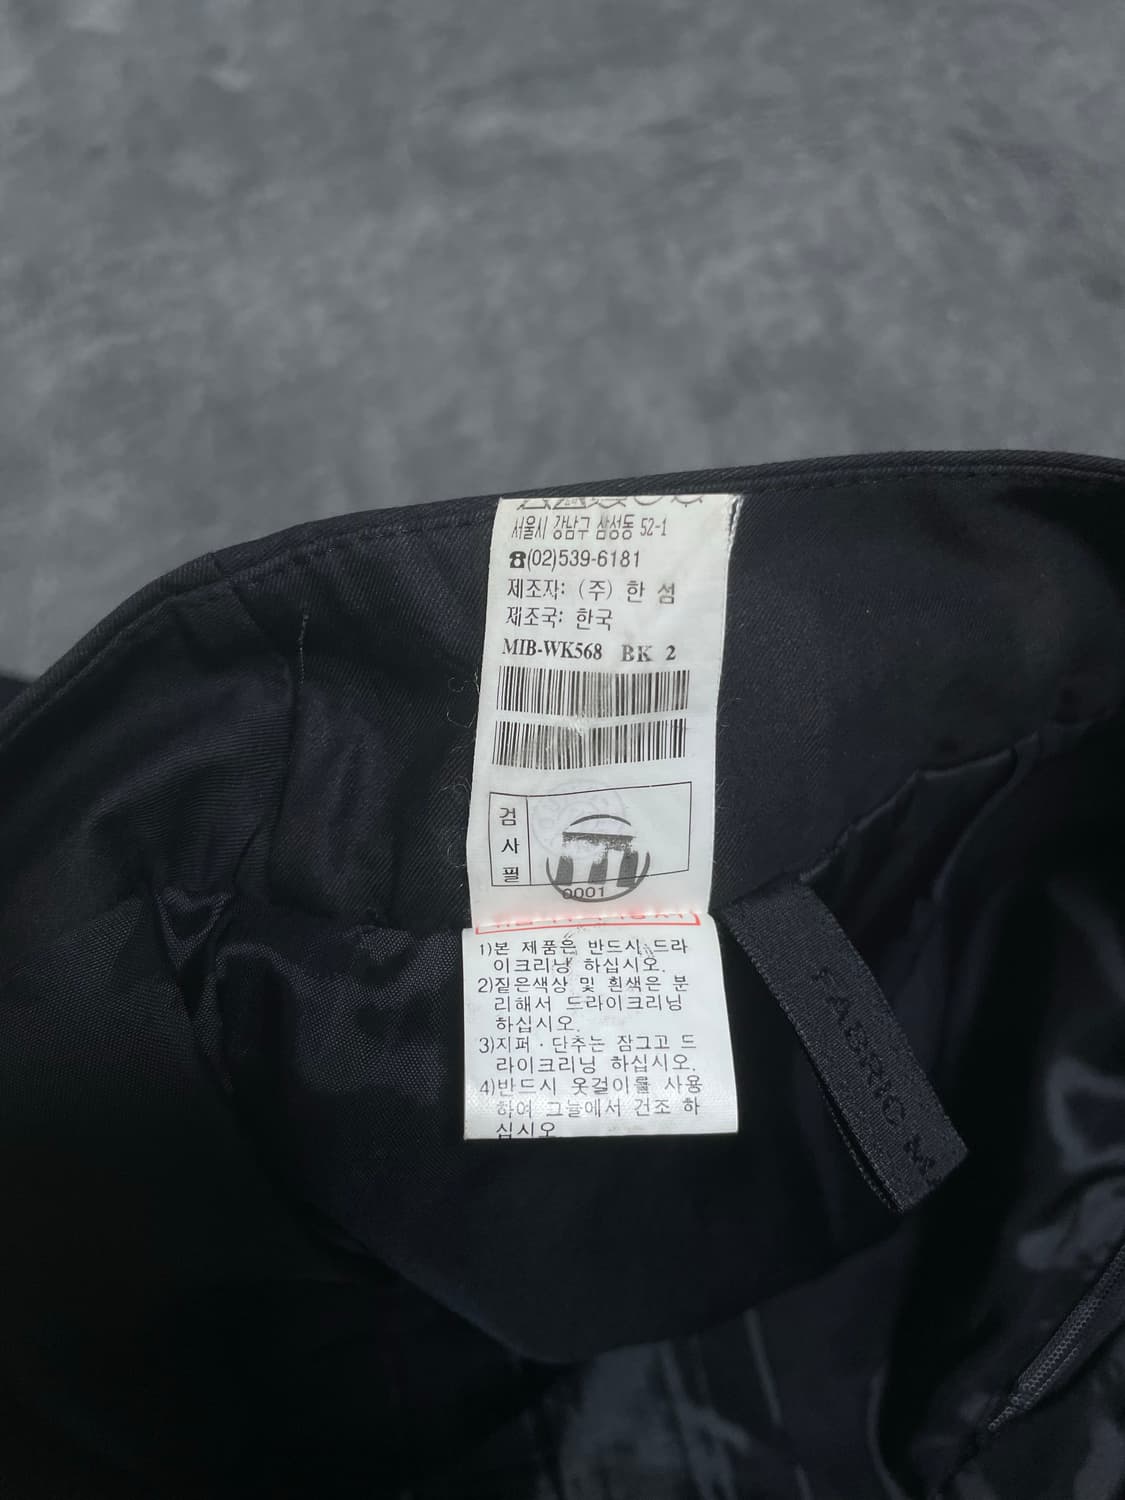 서울시 강남구 삼성동 52-1
☎(02)539-6181
제조자: (주) 한 섬
제조국: 한국
MIB-WK568 BK 2
검
사
필
0001
1)본 제품은 반드시 드라
이크리닝 하십시오.
2)짙은색상 및 흰색은 분
리해서 드라이크리닝
하십시오.
3)지퍼·단추는 잠그고 드
라이크리닝 하십시오.
4)반드시 옷걸이를 사용
하여 그늘에서 건조 하
십시오
FABRIC M